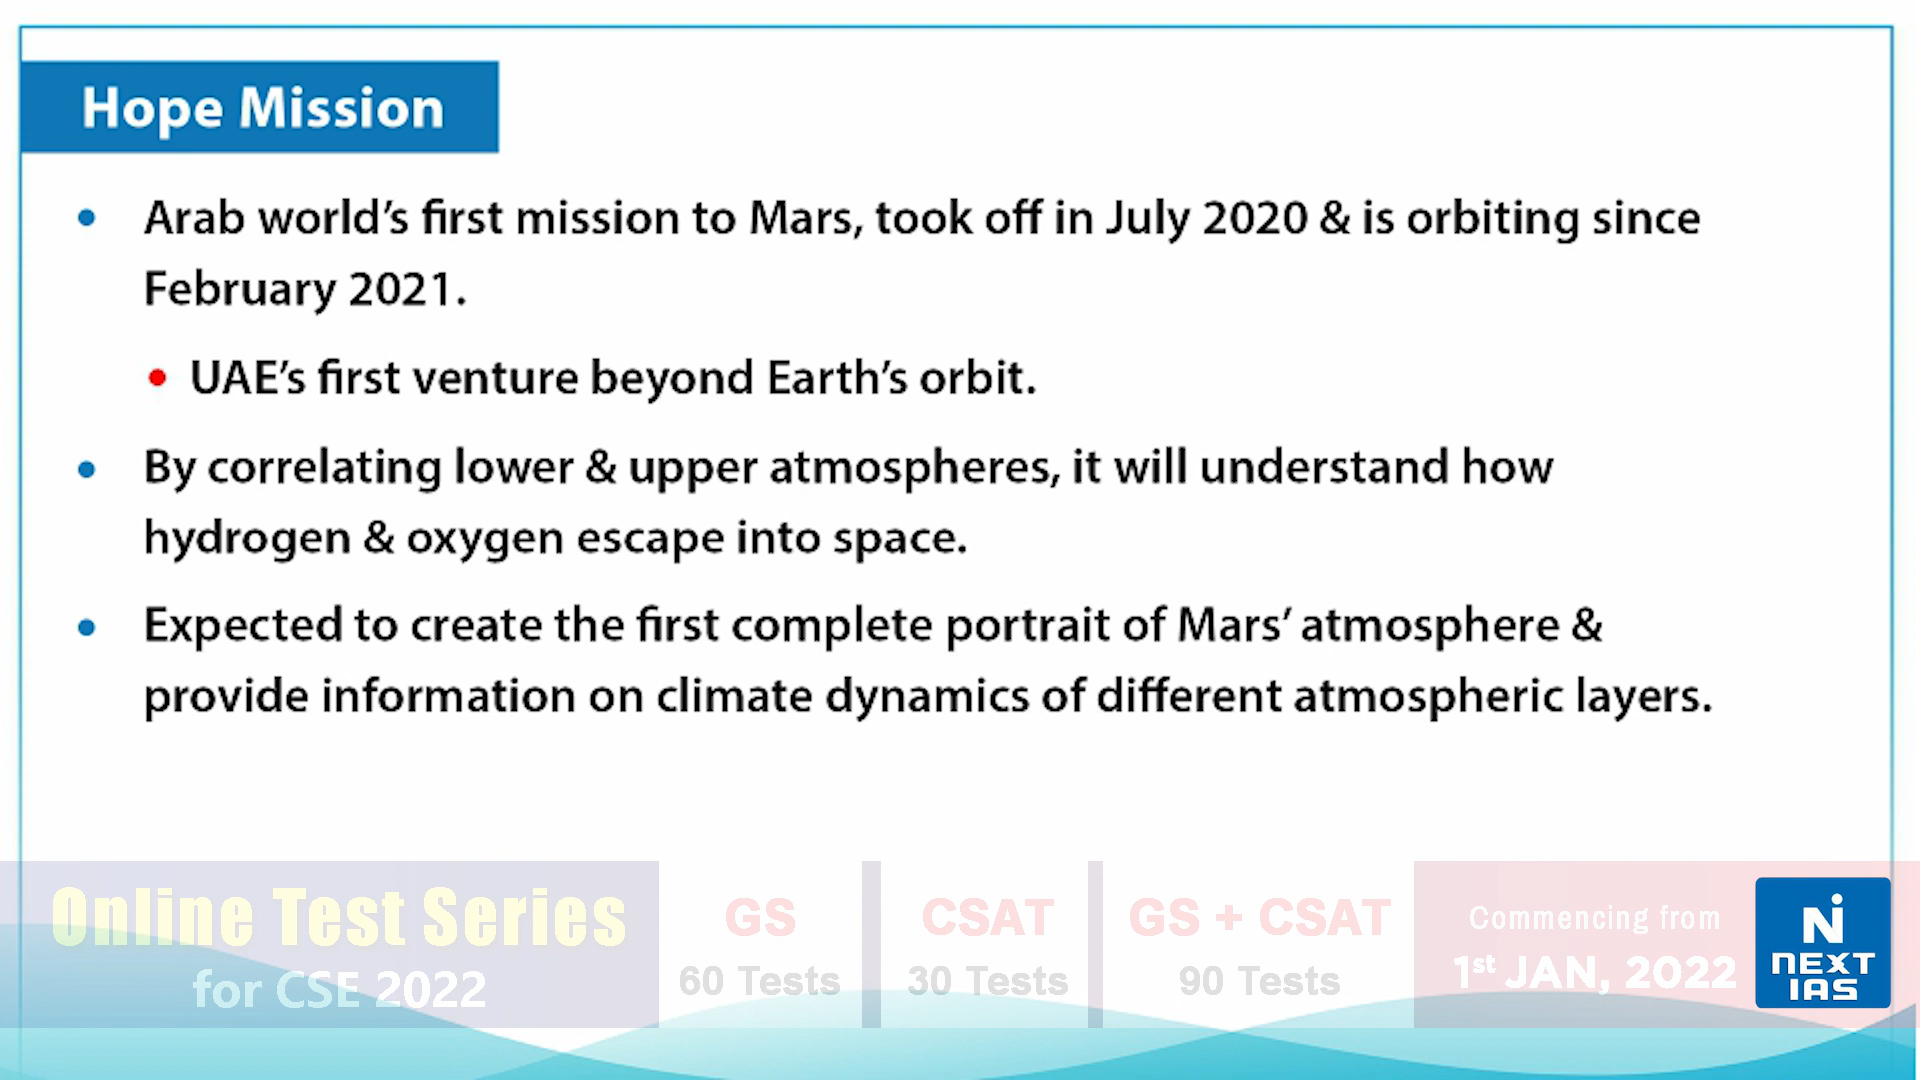 Hope Mission
• Arab world's first mission to Mars, took off in July 2020 & is orbiting since
February 2021.
• UAE's first venture beyond Earth's orbit.
• By correlating lower & upper atmospheres, it will understand how
hydrogen & oxygen escape into space.
• Expected to create the first complete portrait of Mars' atmosphere &
provide information on climate dynamics of different atmospheric layers.
Online Test Series
for CSE 2022
GS
60 Tests
CSAT
30 Tests
GS + CSAT
90 Tests
Commencing from
1st JAN, 2022
N
NEXT
IAS